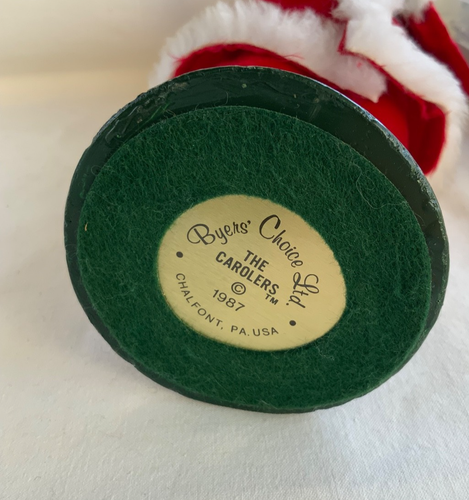 Byers' Choice Ltd.
THE
CAROLERS™
©
1987
• CHALFONT, PA. USA •